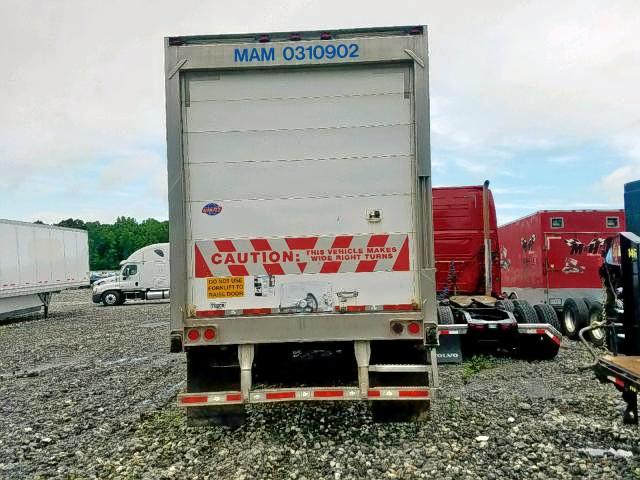 MAM 0310902
CAUTION: THIS VEHICLE MAKES
WIDE RIGHT TURNS
DO NOT USE
FORKLIFT TO
RAISE DOOR
VOLVO